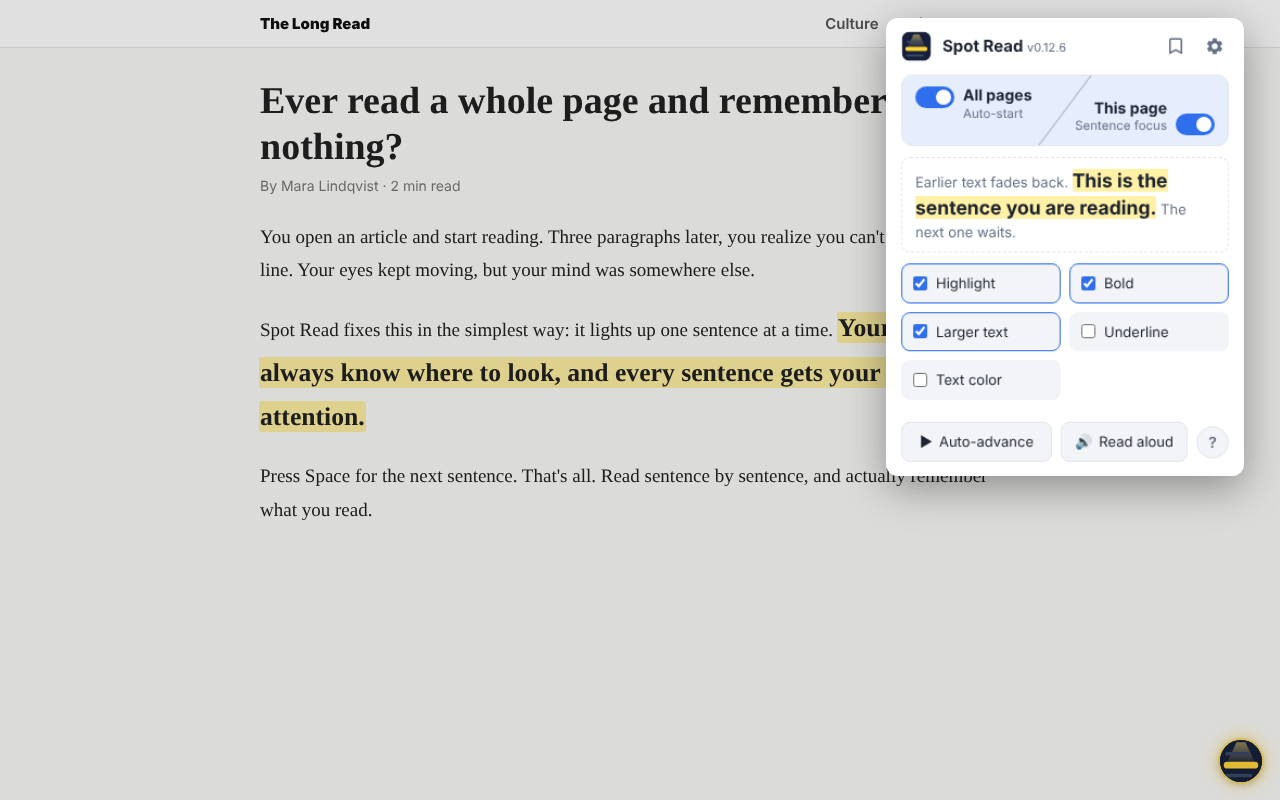 The Long Read
Culture
Ever read a whole page and remember
nothing?
By Mara Lindqvist · 2 min read
You open an article and start reading. Three paragraphs later, you realize you can't
line. Your eyes kept moving, but your mind was somewhere else.
Spot Read fixes this in the simplest way: it lights up one sentence at a time. Your
always know where to look, and every sentence gets your
attention.
Press Space for the next sentence. That's all. Read sentence by sentence, and actually remember
what you read.
Spot Read v0.12.6
All pages
Auto-start
This page
Sentence focus
Earlier text fades back. This is the
sentence you are reading. The
next one waits.
Highlight
Bold
Larger text
Underline
Text color
Auto-advance
Read aloud
?